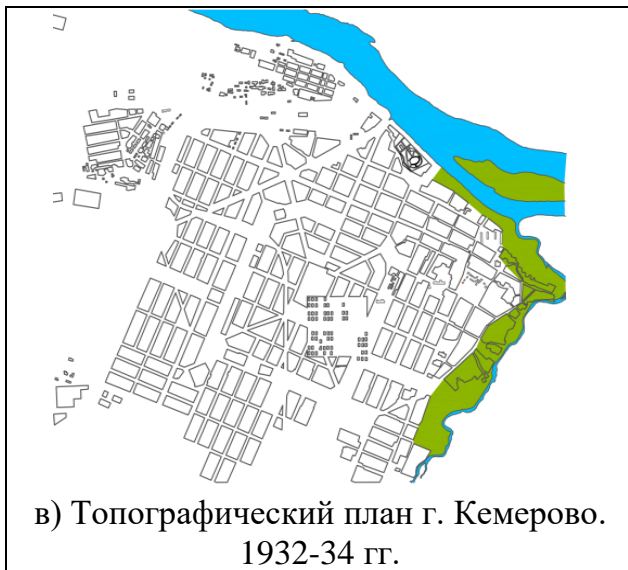 в) Топографический план г. Кемерово.
1932-34 гг.